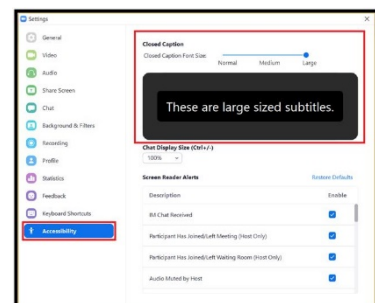 Settings
General
Video
Audio
Share Screen
Chat
Background & Filters
Recording
Profile
Statistics
Feedback
Keyboard Shortcuts
Accessibility
Closed Caption
Closed Caption Font Size
Normal Medium Large
These are large sized subtitles.
Chat Display Size (Ctrl+/-)
100%
Screen Reader Alerts Restore Defaults
Description Enable
IM Chat Received
Participant Has Joined/Left Meeting (Host Only)
Participant Has Joined/Left Waiting Room (Host Only)
Audio Muted by Host